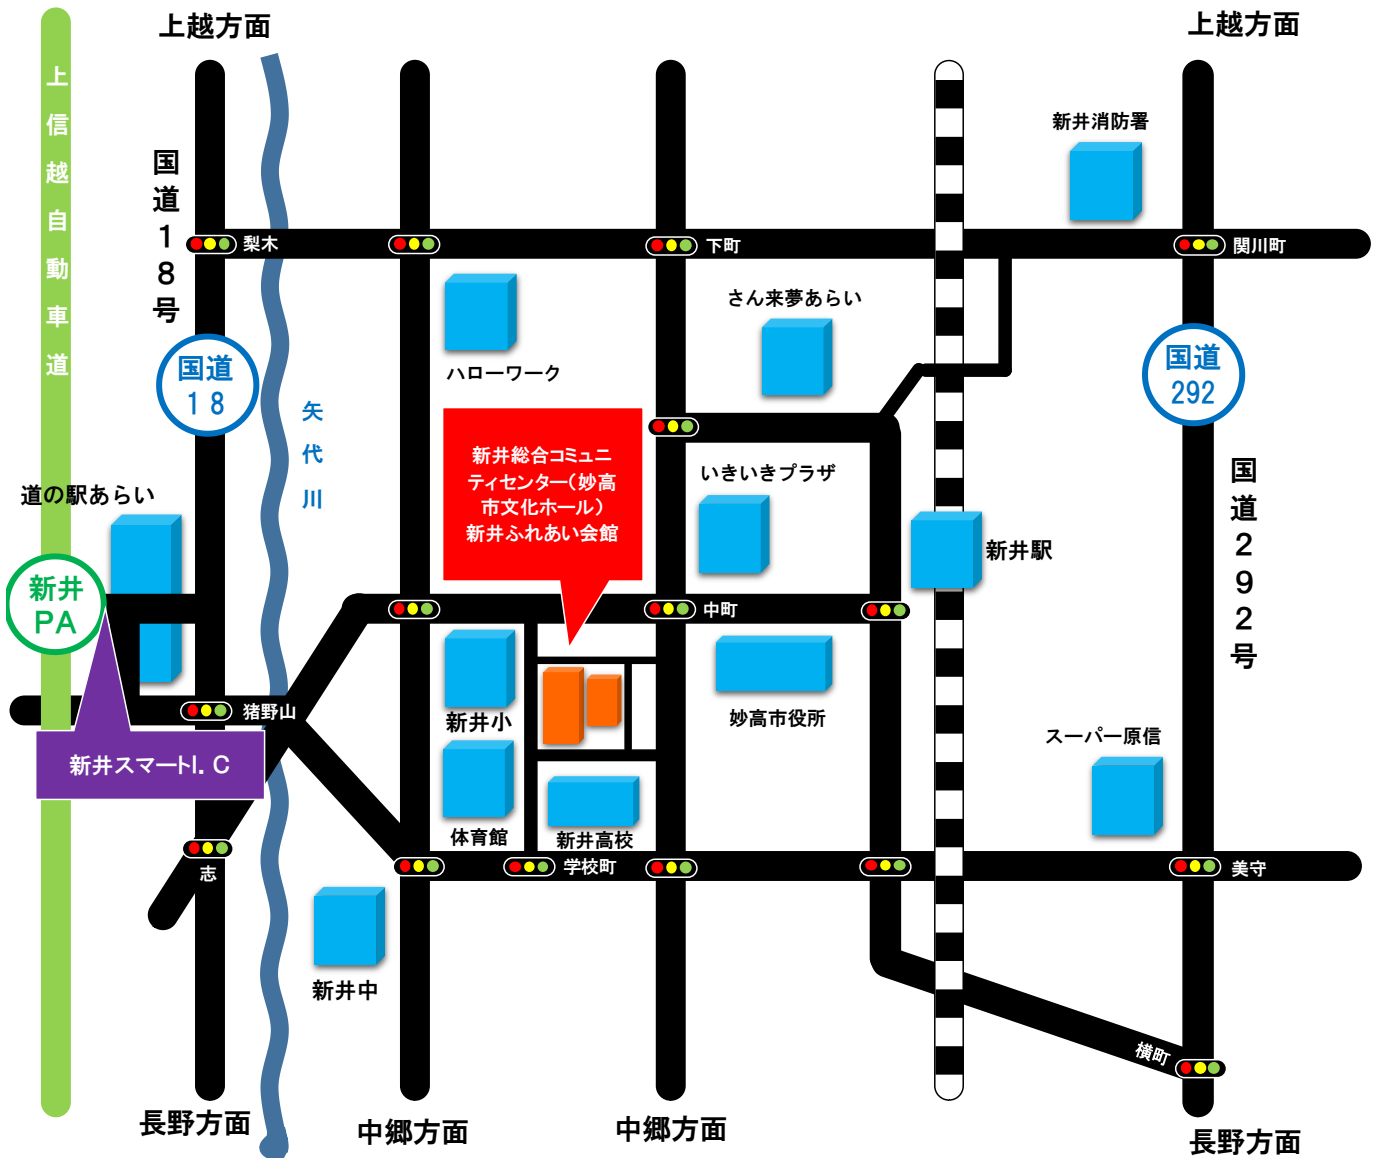 上越方面
上越方面
上信越自動車道
国道18号
新井消防署
梨木
下町
関川町
さん来夢あらい
国道
18
国道
292
ハローワーク
矢代川
新井総合コミュニ
ティセンター(妙高
市文化ホール)
新井ふれあい会館
いきいきプラザ
国道292号
道の駅あらい
新井駅
新井
PA
中町
猪野山
新井小
妙高市役所
スーパー原信
新井スマートI.C
体育館
新井高校
志
学校町
美守
新井中
横町
長野方面
中郷方面
中郷方面
長野方面